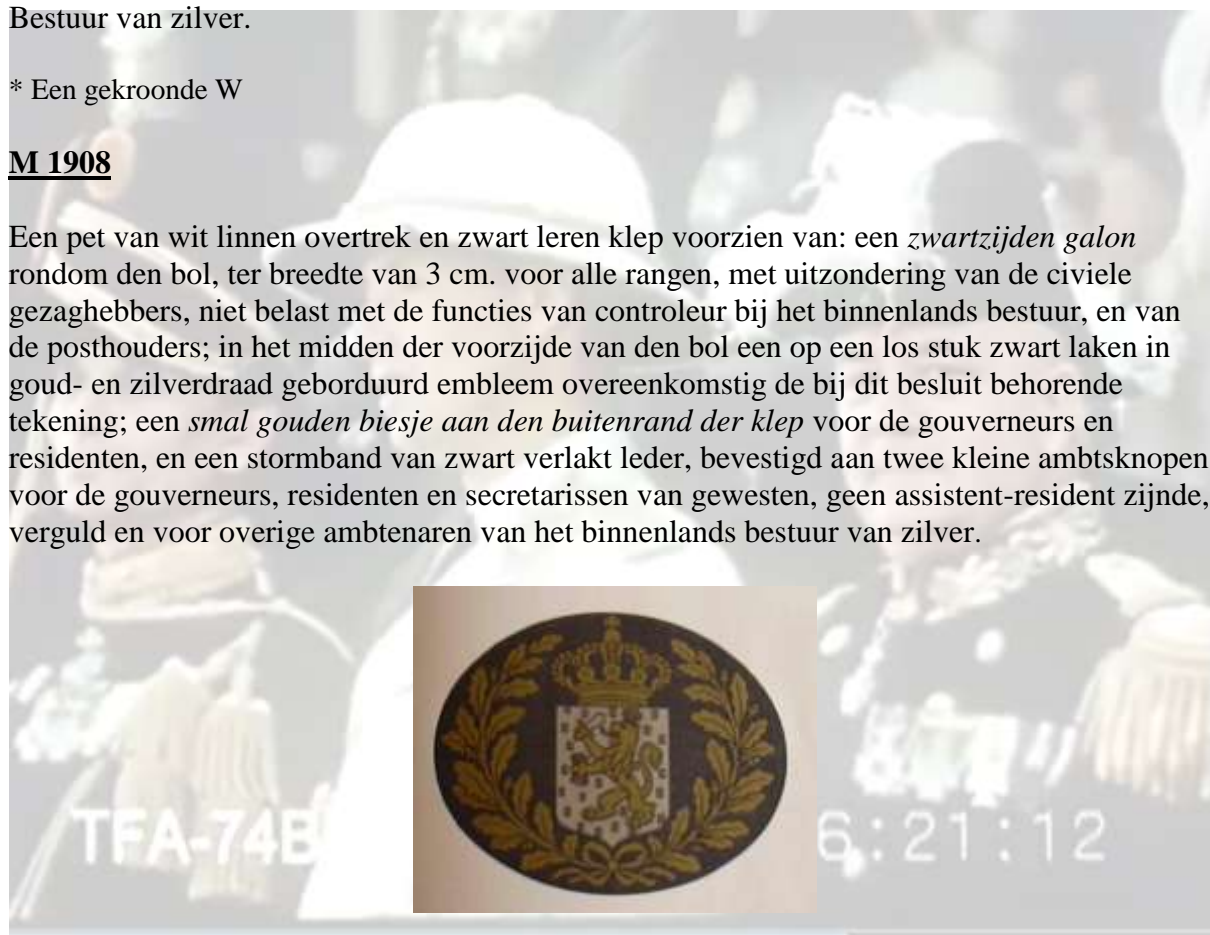 Bestuur van zilver.
* Een gekroonde W
M 1908
Een pet van wit linnen overtrek en zwart leren klep voorzien van: een zwartzijden galon
rondom den bol, ter breedte van 3 cm. voor alle rangen, met uitzondering van de civiele
gezaghebbers, niet belast met de functies van controleur bij het binnenlands bestuur, en van
de posthouders; in het midden der voorzijde van den bol een op een los stuk zwart laken in
goud- en zilverdraad geborduurd embleem overeenkomstig de bij dit besluit behorende
tekening; een smal gouden biesje aan den buitenrand der klep voor de gouverneurs en
residenten, en een stormband van zwart verlakt leder, bevestigd aan twee kleine ambtsknopen
voor de gouverneurs, residenten en secretarissen van gewesten, geen assistent-resident zijnde,
verguld en voor overige ambtenaren van het binnenlands bestuur van zilver.
TFA-74B 6:21:12